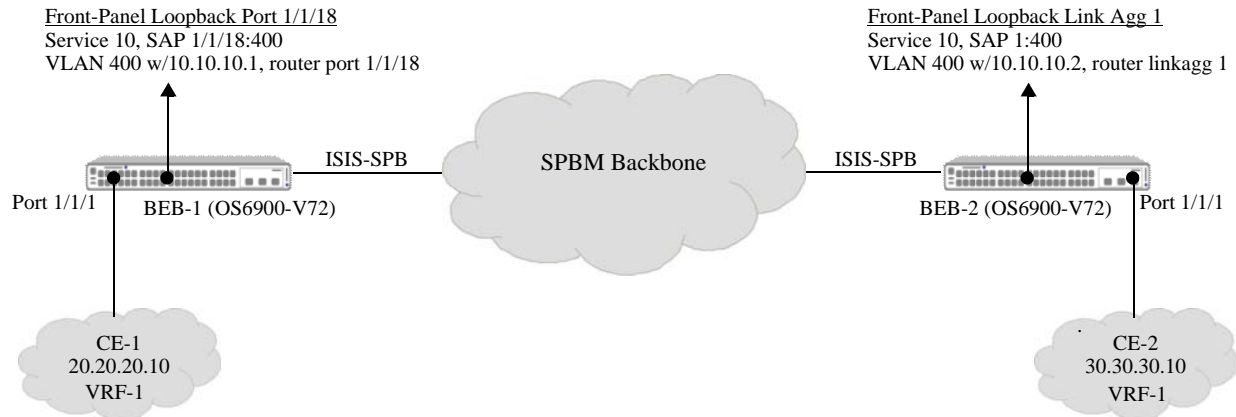 Front-Panel Loopback Port 1/1/18
Service 10, SAP 1/1/18:400
VLAN 400 w/10.10.10.1, router port 1/1/18
Front-Panel Loopback Link Agg 1
Service 10, SAP 1:400
VLAN 400 w/10.10.10.2, router linkagg 1
ISIS-SPB
SPBM Backbone
ISIS-SPB
Port 1/1/1
BEB-1 (OS6900-V72)
BEB-2 (OS6900-V72)
Port 1/1/1
CE-1
20.20.20.10
VRF-1
CE-2
30.30.30.10
VRF-1